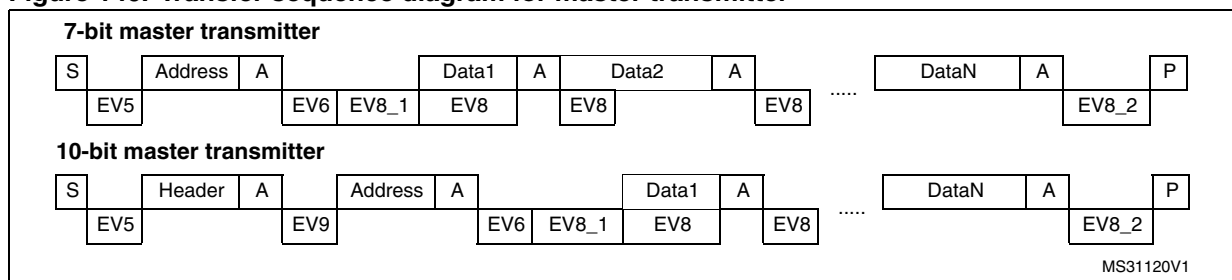 7-bit master transmitter
S Address A Data1 A Data2 A ..... DataN A P
EV5 EV6 EV8_1 EV8 EV8 EV8 EV8_2
10-bit master transmitter
S Header A Address A Data1 A ..... DataN A P
EV5 EV9 EV6 EV8_1 EV8 EV8 EV8_2
MS31120V1